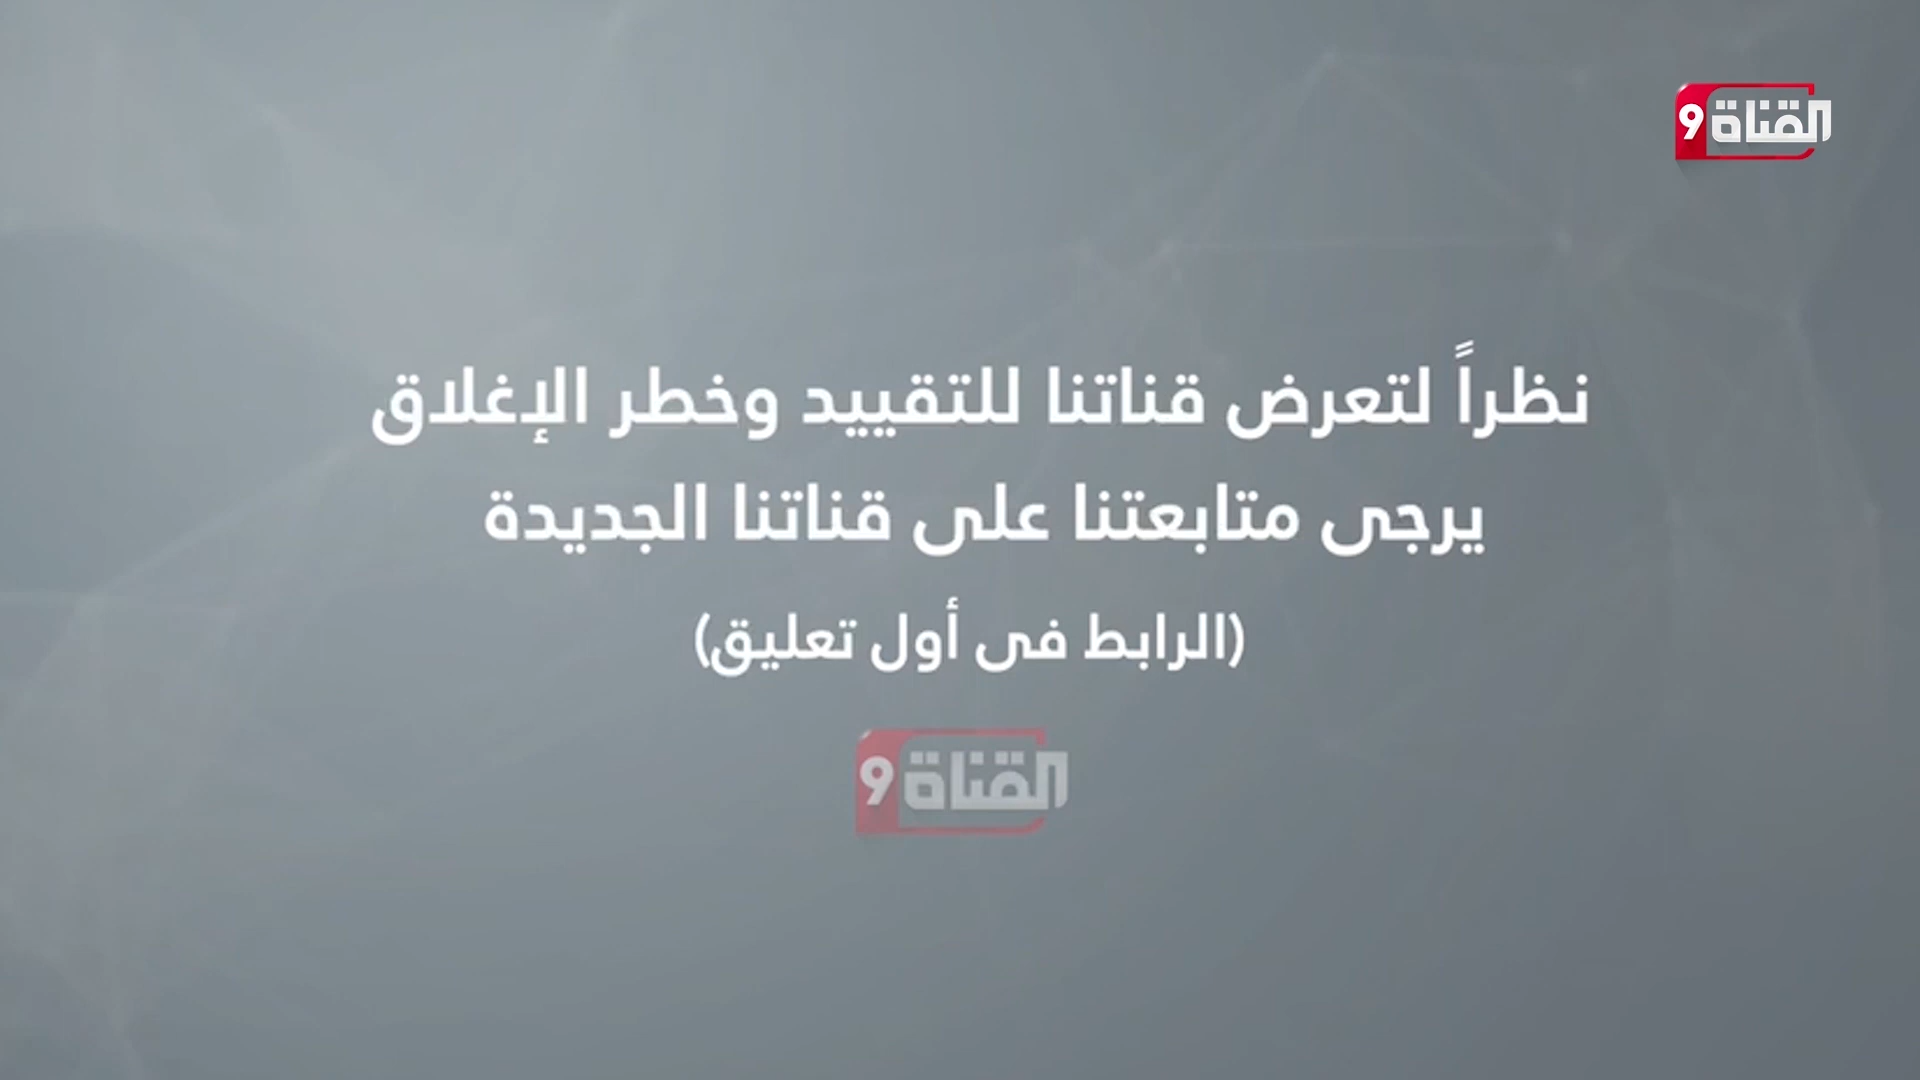 القناة 9
نظراً لتعرض قناتنا للتقييد وخطر الإغلاق
يرجى متابعتنا على قناتنا الجديدة
(الرابط فى أول تعليق)
القناة 9